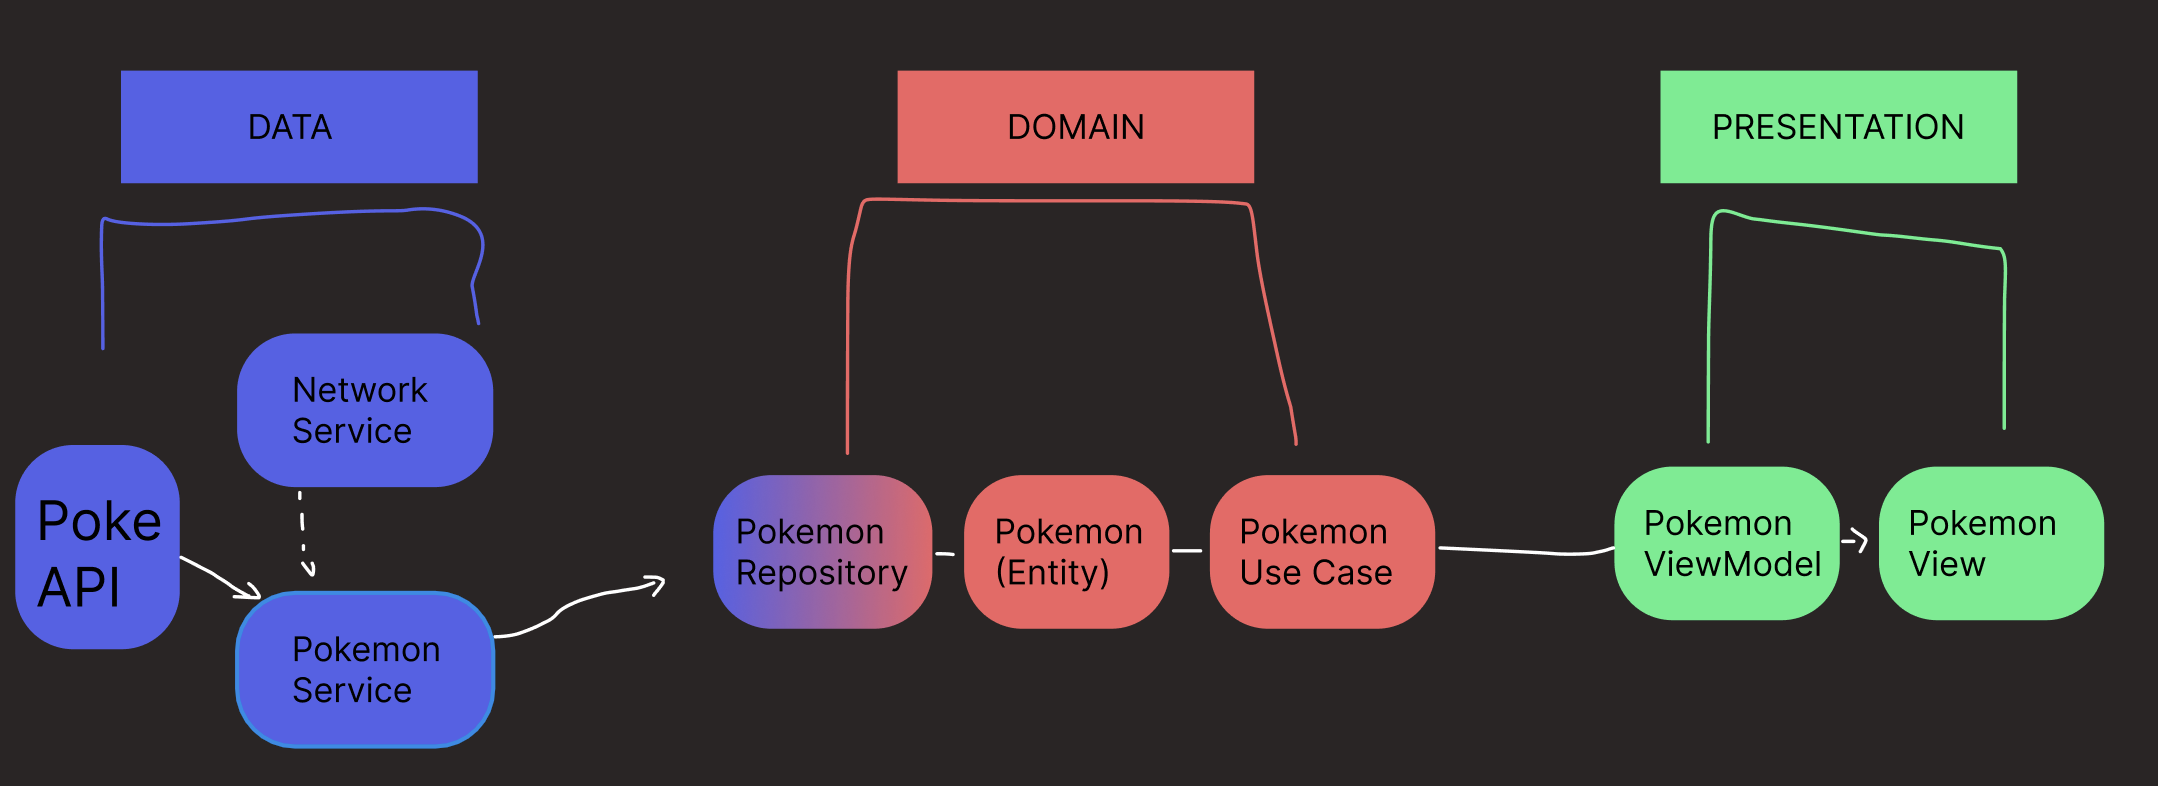 DATA
DOMAIN
PRESENTATION
Network
Service
Poke
API
Pokemon
Service
Pokemon
Repository
Pokemon
(Entity)
Pokemon
Use Case
Pokemon
ViewModel
Pokemon
View